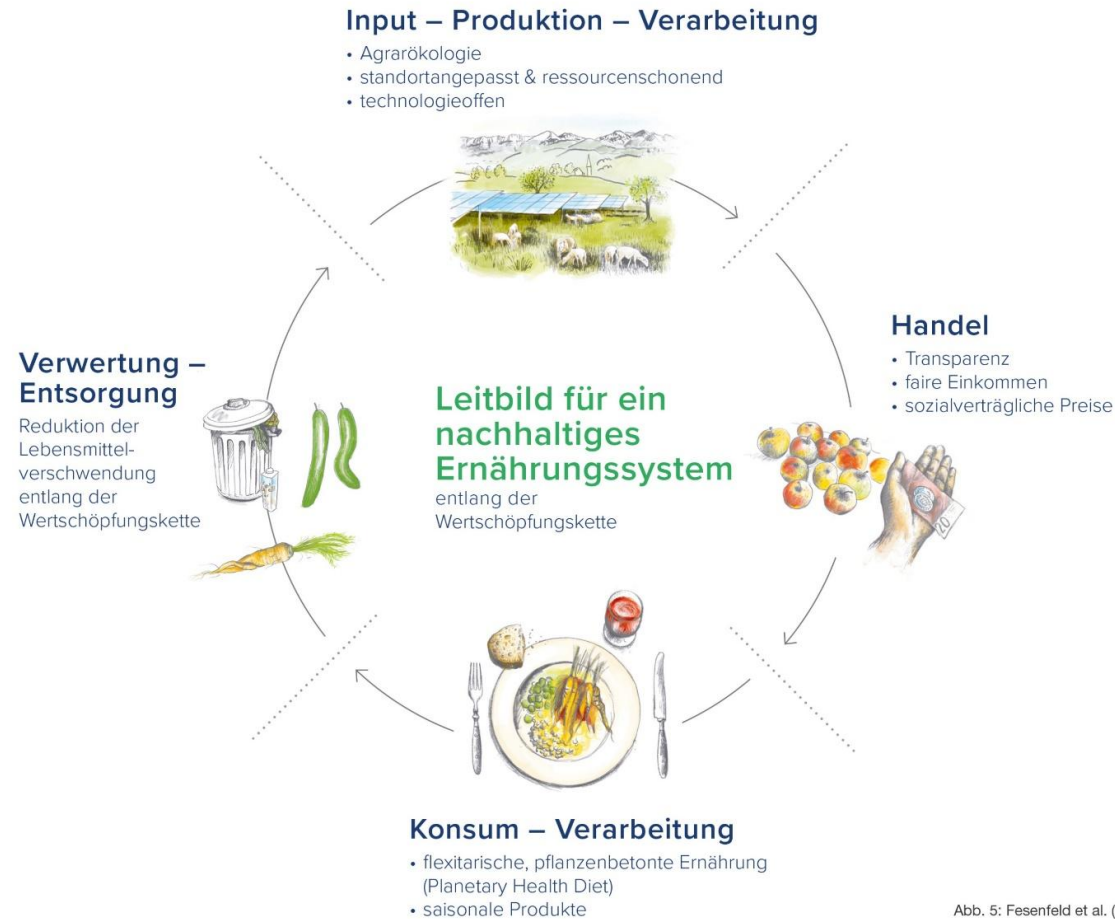 Input – Produktion – Verarbeitung
• Agrarökologie
• standortangepasst & ressourcenschonend
• technologieoffen
Handel
• Transparenz
• faire Einkommen
• sozialverträgliche Preise
20
Verwertung –
Entsorgung
Reduktion der
Lebensmittel-
verschwendung
entlang der
Wertschöpfungskette
Leitbild für ein
nachhaltiges
Ernährungssystem
entlang der
Wertschöpfungskette
Konsum – Verarbeitung
• flexitarische, pflanzenbetonte Ernährung
(Planetary Health Diet)
• saisonale Produkte
Abb. 5: Fesenfeld et al. (